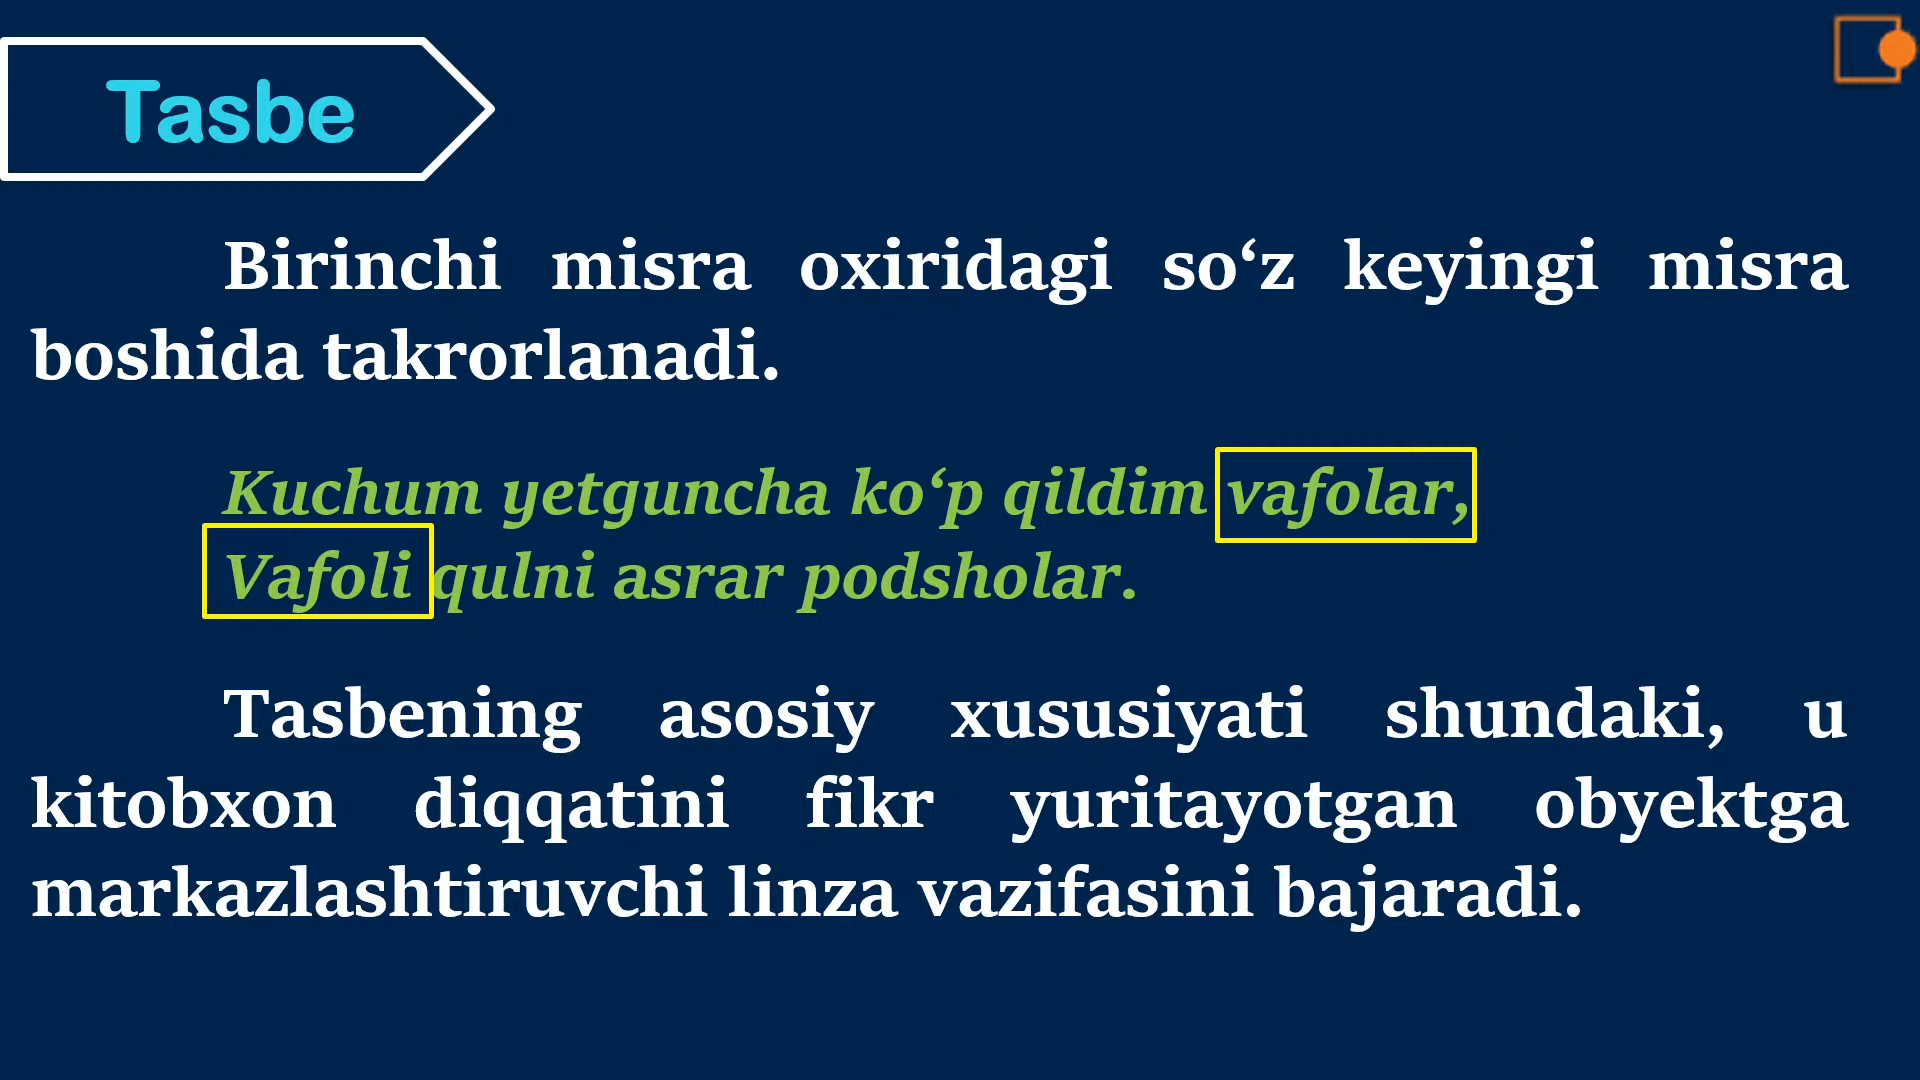 Tasbe
Birinchi misra oxiridagi so‘z keyingi misra
boshida takrorlanadi.
Kuchum yetguncha ko‘p qildim vafolar,
Vafoli qulni asrar podsholar.
Tasbening asosiy xususiyati shundaki, u
kitobxon diqqatini fikr yuritayotgan obyektga
markazlashtiruvchi linza vazifasini bajaradi.